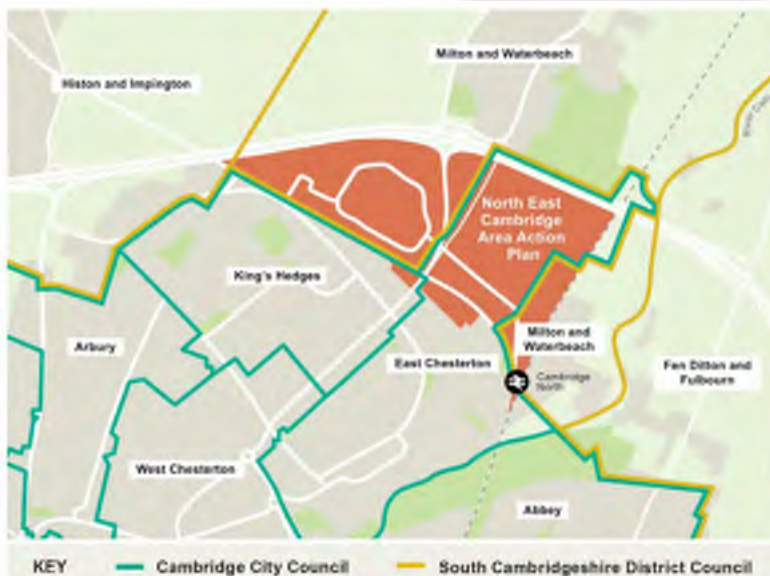 Milton and Waterbeach
Histon and Impington
North East
Cambridge
Area Action
Plan
King's Hedges
Arbury
Milton and
Waterbeach
East Chesterton
Fen Ditton and
Fulbourn
Cambridge
North
West Chesterton
Abbey
KEY
Cambridge City Council
South Cambridgeshire District Council